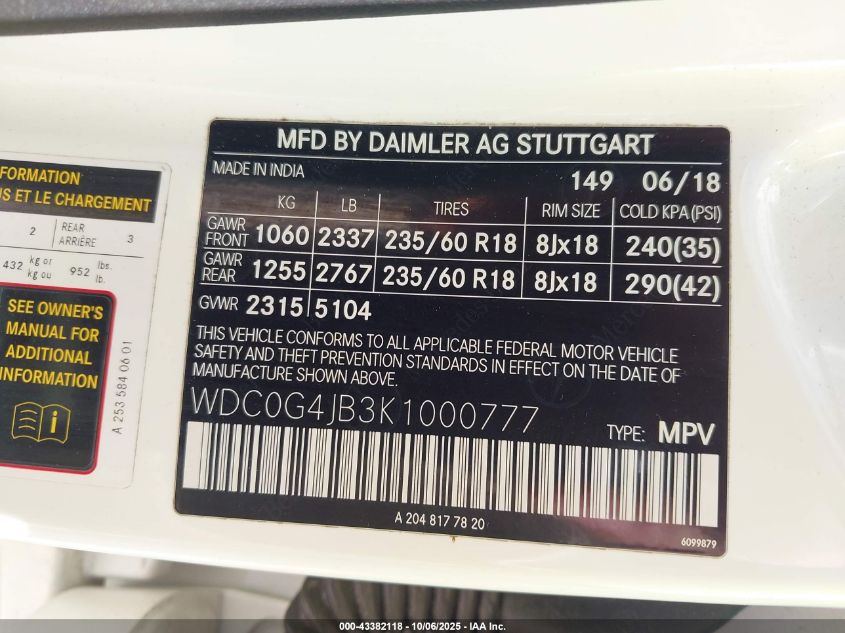 FORMATION
US ET LE CHARGEMENT
2 REAR ARRIÈRE 3
432 kg or kg ou 952 lbs. lb.
SEE OWNER'S
MANUAL FOR
ADDITIONAL
INFORMATION
A 253 584 06 01
MFD BY DAIMLER AG STUTTGART
MADE IN INDIA
149 06/18
KG LB TIRES RIM SIZE COLD KPA(PSI)
GAWR FRONT 1060 2337 235/60 R18 8Jx18 240(35)
GAWR REAR 1255 2767 235/60 R18 8Jx18 290(42)
GVWR 2315 5104
THIS VEHICLE CONFORMS TO ALL APPLICABLE FEDERAL MOTOR VEHICLE
SAFETY AND THEFT PREVENTION STANDARDS IN EFFECT ON THE DATE OF
MANUFACTURE SHOWN ABOVE.
WDC0G4JB3K1000777
TYPE: MPV
A 204 817 78 20
6099879
000-43382118 - 10/06/2025 - IAA Inc.